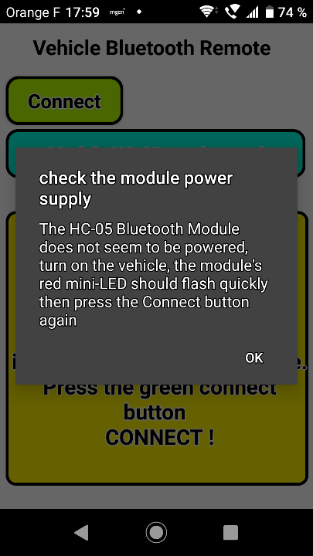 Orange F 17:59 74 %
Vehicle Bluetooth Remote
Connect
check the module power
supply
The HC-05 Bluetooth Module
does not seem to be powered,
turn on the vehicle, the module's
red mini-LED should flash quickly
then press the Connect button
again
OK
Press the green connect
button
CONNECT !